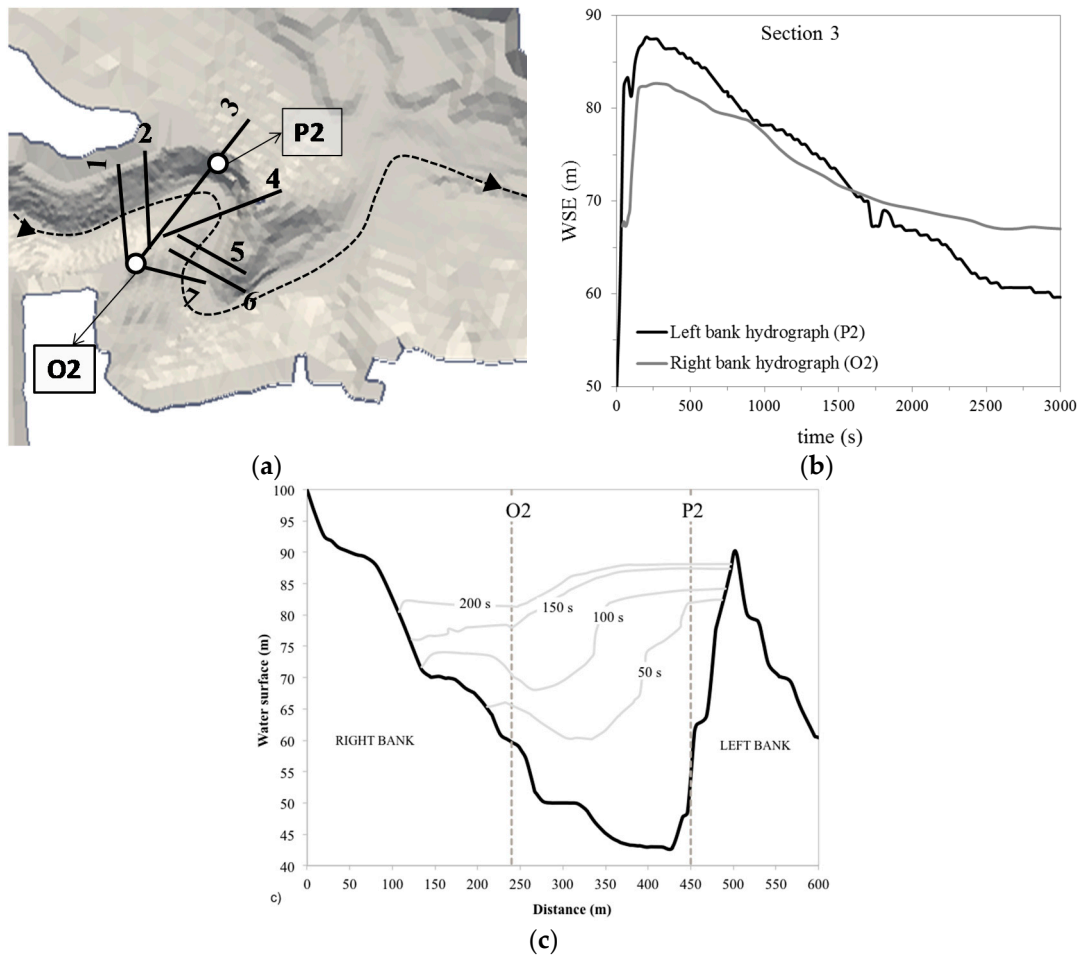 1
2
3
P2
4
5
6
7
O2
(a)
90
80
70
60
50
WSE (m)
Section 3
Left bank hydrograph (P2)
Right bank hydrograph (O2)
0
500
1000
1500
2000
2500
3000
time (s)
(b)
100
95
90
85
80
75
70
65
60
55
50
45
40
Water surface (m)
O2
P2
200 s
150 s
100 s
50 s
RIGHT BANK
LEFT BANK
0
50
100
150
200
250
300
350
400
450
500
550
600
Distance (m)
c)
(c)